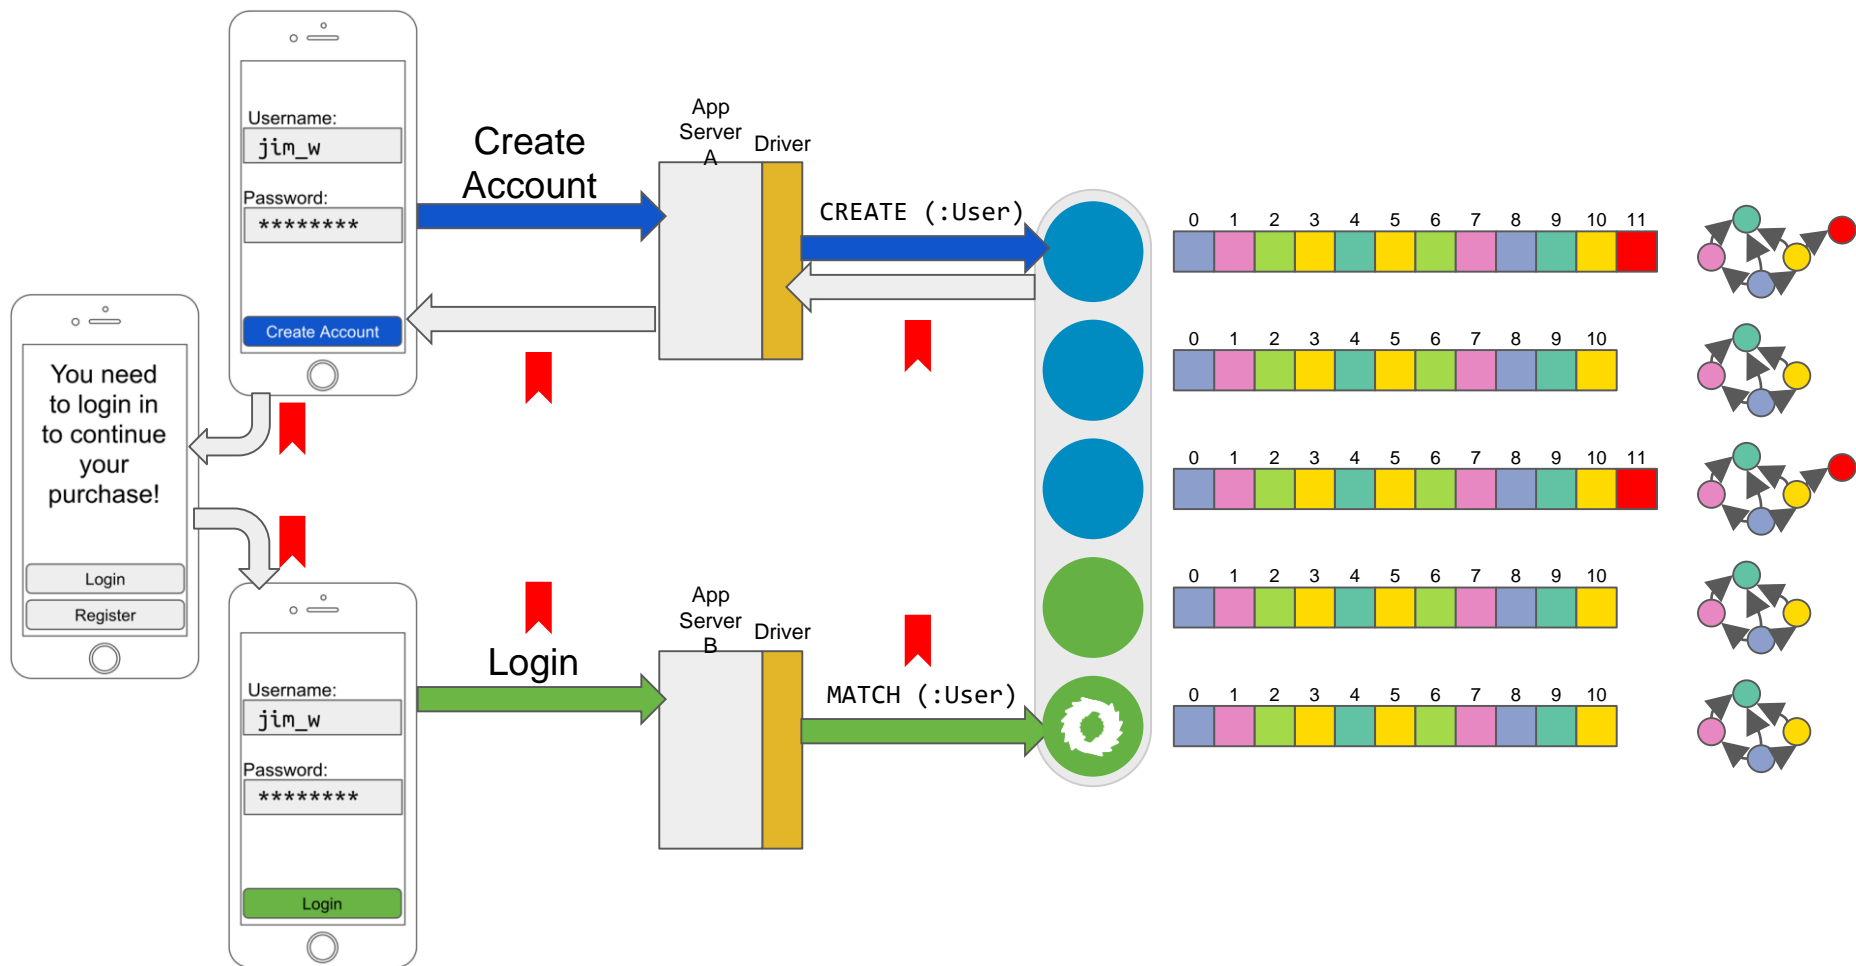 Username:
jim_w
Password:
********
Create Account
You need
to login in
to continue
your
purchase!
Login
Register
Username:
jim_w
Password:
********
Login
Create
Account
App
Server
A
Driver
CREATE (:User)
Login
App
Server
B
Driver
MATCH (:User)
0 1 2 3 4 5 6 7 8 9 10 11
0 1 2 3 4 5 6 7 8 9 10
0 1 2 3 4 5 6 7 8 9 10 11
0 1 2 3 4 5 6 7 8 9 10
0 1 2 3 4 5 6 7 8 9 10